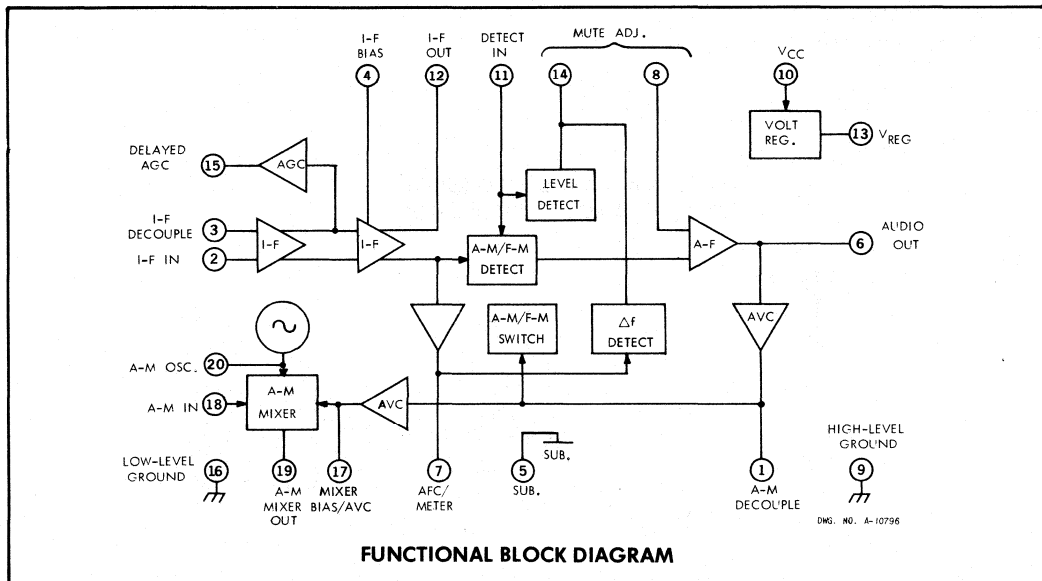 I-F
BIAS
4
I-F
OUT
12
DETECT
IN
11
MUTE ADJ.
14
8
VCC
10
VOLT
REG.
13 VREG
DELAYED
AGC
15
AGC
LEVEL
DETECT
I-F
DECOUPLE
3
I-F
I-F
A-M/F-M
DETECT
A-F
6
AUDIO
OUT
I-F IN 2
A-M/F-M
SWITCH
Δf
DETECT
AVC
A-M OSC. 20
A-M
MIXER
A-M IN 18
AVC
LOW-LEVEL
GROUND
16
19
A-M
MIXER
OUT
17
MIXER
BIAS/AVC
7
AFC/
METER
5
SUB.
SUB.
1
A-M
DECOUPLE
HIGH-LEVEL
GROUND
9
DWG. NO. A-10796
FUNCTIONAL BLOCK DIAGRAM